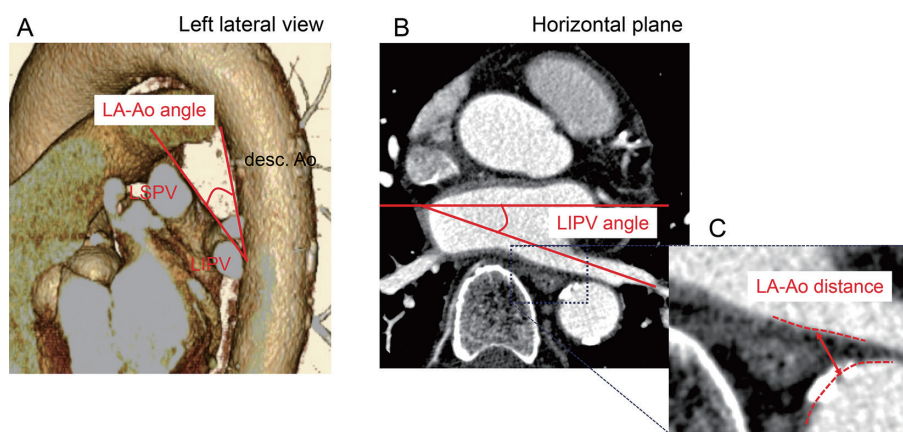 A
Left lateral view
LA-Ao angle
desc. Ao
LSPV
LIPV
B
Horizontal plane
LIPV angle
C
LA-Ao distance